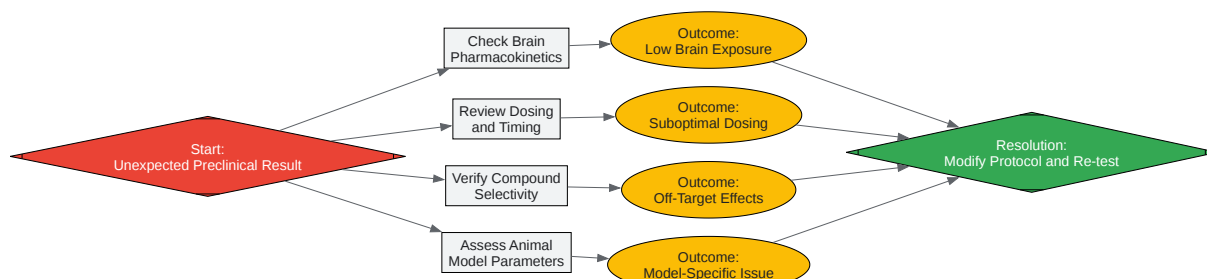 Start:
Unexpected Preclinical Result
Check Brain
Pharmacokinetics
Outcome:
Low Brain Exposure
Review Dosing
and Timing
Outcome:
Suboptimal Dosing
Verify Compound
Selectivity
Outcome:
Off-Target Effects
Assess Animal
Model Parameters
Outcome:
Model-Specific Issue
Resolution:
Modify Protocol and Re-test